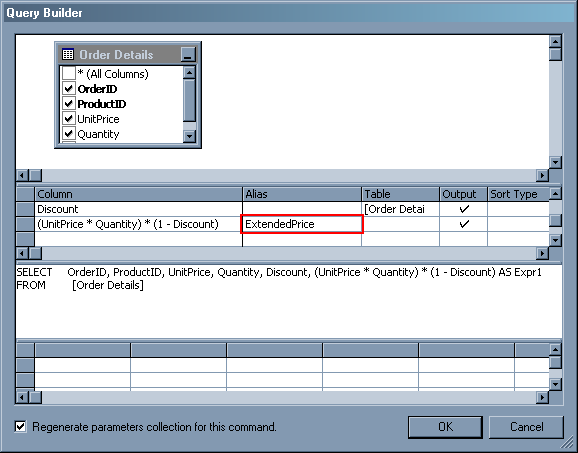 Query Builder
Order Details
* (All Columns)
OrderID
ProductID
UnitPrice
Quantity
Column Alias Table Output Sort Type
Discount [Order Detai
(UnitPrice * Quantity) * (1 - Discount) ExtendedPrice
SELECT OrderID, ProductID, UnitPrice, Quantity, Discount, (UnitPrice * Quantity) * (1 - Discount) AS Expr1
FROM [Order Details]
Regenerate parameters collection for this command.
OK Cancel